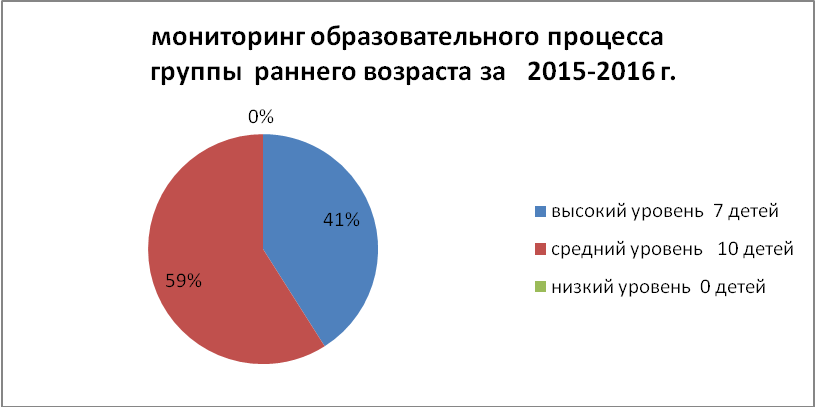 мониторинг образовательного процесса
группы раннего возраста за 2015-2016 г.
0%
41%
59%
высокий уровень 7 детей
средний уровень 10 детей
низкий уровень 0 детей